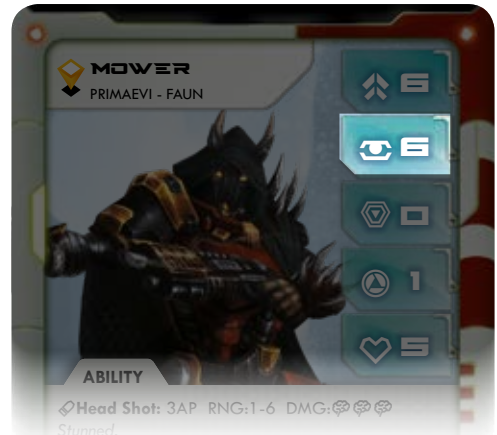 MOWER
PRIMAEVI - FAUN
6
6
0
1
5
ABILITY
Head Shot: 3AP RNG:1-6 DMG:
Stunned.